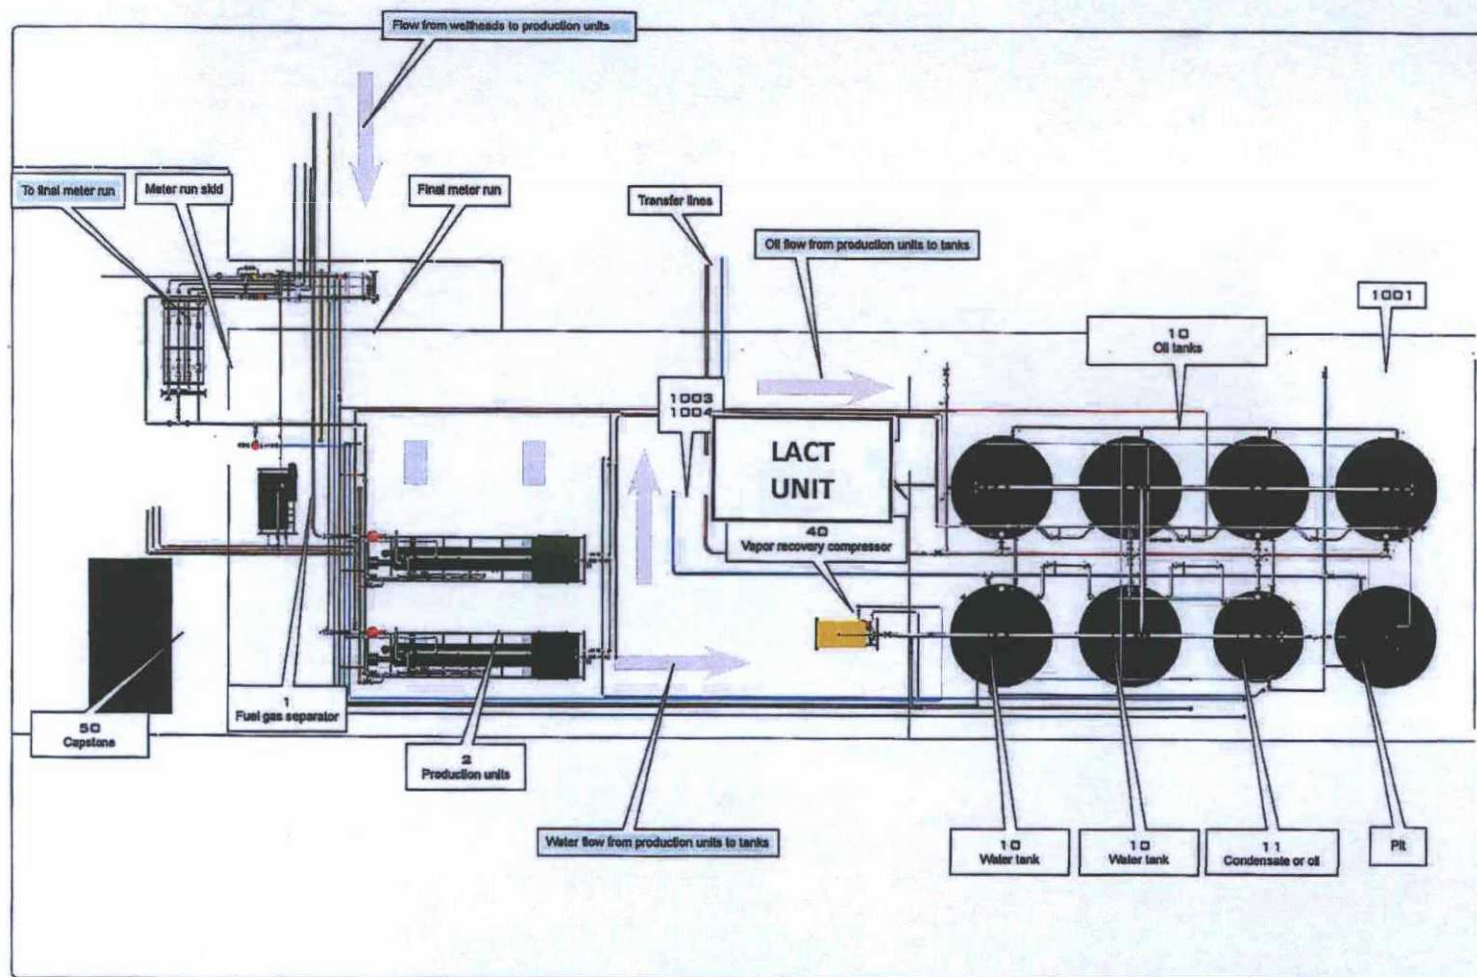 Flow from wellheads to production units
To final meter run
Meter run skid
Final meter run
Transfer lines
Oil flow from production units to tanks
1001
10
Oil tanks
1003
1004
LACT
UNIT
40
Vapor recovery compressor
1
Fuel gas separator
50
Capstone
2
Production units
Water flow from production units to tanks
10
Water tank
10
Water tank
11
Condensate or oil
Pit